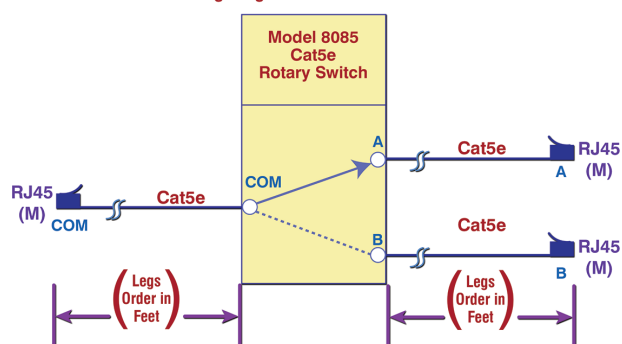 Model 8085
Cat5e
Rotary Switch
A
Cat5e
RJ45
(M)
A
COM
RJ45
(M)
COM
Cat5e
B
Cat5e
RJ45
(M)
B
(Legs
Order in
Feet)
(Legs
Order in
Feet)